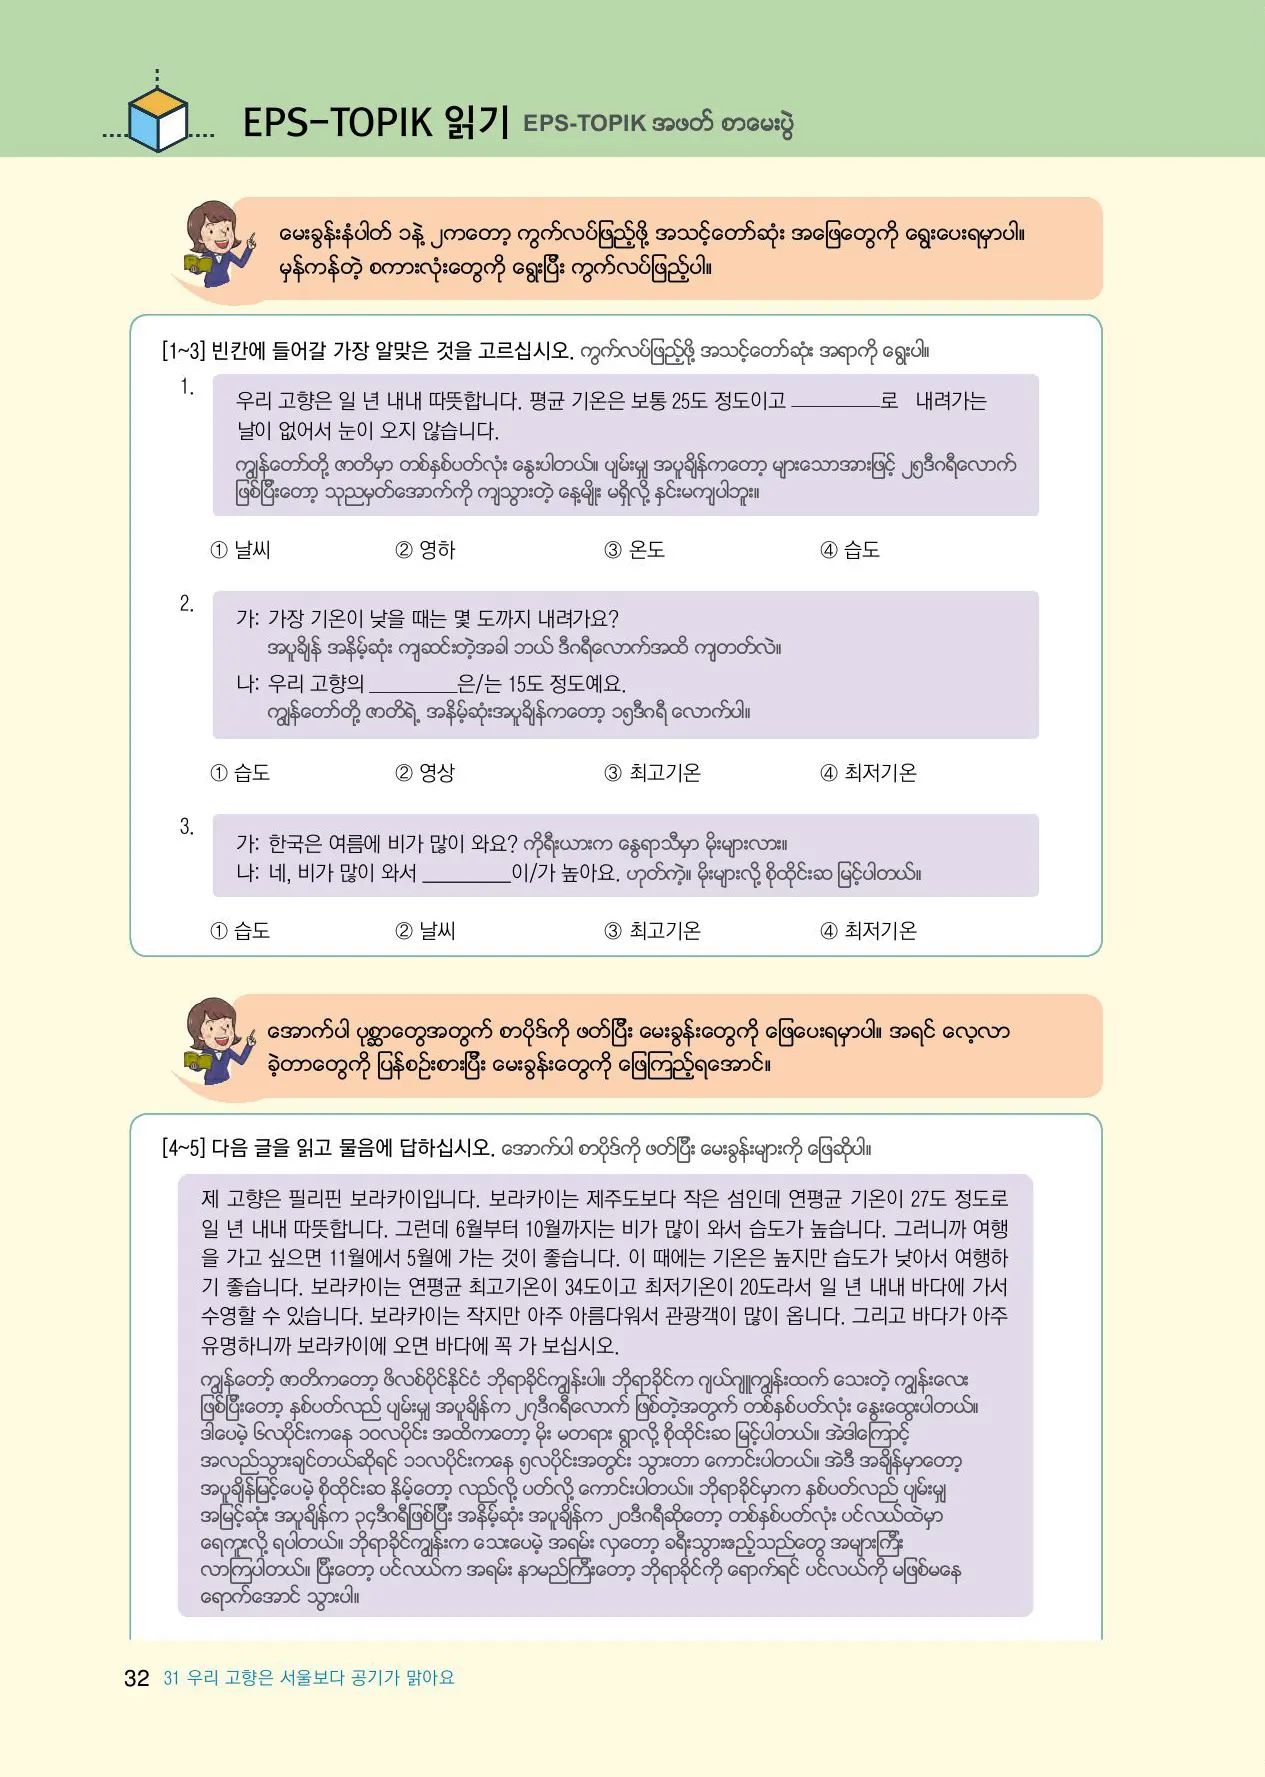 EPS-TOPIK 읽기 EPS-TOPIK အဖတ် စာမေးပွဲ
မေးခွန်းနံပါတ် ၁နဲ့ ၂ကတော့ ကွက်လပ်ဖြည့်ဖို့ အသင့်တော်ဆုံး အဖြေတွေကို ရွေးပေးရမှာပါ။
မှန်ကန်တဲ့ စကားလုံးတွေကို ရွေးပြီး ကွက်လပ်ဖြည့်ပါ။
[1~3] 빈칸에 들어갈 가장 알맞은 것을 고르십시오. ကွက်လပ်ဖြည့်ဖို့ အသင့်တော်ဆုံး အရာကို ရွေးပါ။
1.
우리 고향은 일 년 내내 따뜻합니다. 평균 기온은 보통 25도 정도이고 ________로 내려가는
날이 없어서 눈이 오지 않습니다.
ကျွန်တော်တို့ ဇာတိမှာ တစ်နှစ်ပတ်လုံး နွေးပါတယ်။ ပျမ်းမျှ အပူချိန်ကတော့ များသောအားဖြင့် ၂၅ဒီဂရီလောက်
ဖြစ်ပြီးတော့ သုညမှတ်အောက်ကို ကျသွားတဲ့ နေ့မျိုး မရှိလို့ နှင်းမကျပါဘူး။
① 날씨 ② 영하 ③ 온도 ④ 습도
2.
가: 가장 기온이 낮을 때는 몇 도까지 내려가요?
အပူချိန် အနိမ့်ဆုံး ကျဆင်းတဲ့အခါ ဘယ် ဒီဂရီလောက်အထိ ကျတတ်လဲ။
나: 우리 고향의 ________은/는 15도 정도예요.
ကျွန်တော်တို့ ဇာတိရဲ့ အနိမ့်ဆုံးအပူချိန်ကတော့ ၁၅ဒီဂရီ လောက်ပါ။
① 습도 ② 영상 ③ 최고기온 ④ 최저기온
3.
가: 한국은 여름에 비가 많이 와요? ကိုရီးယားက နွေရာသီမှာ မိုးများလား။
나: 네, 비가 많이 와서 ________이/가 높아요. ဟုတ်ကဲ့။ မိုးများလို့ စိုထိုင်းဆ မြင့်ပါတယ်။
① 습도 ② 날씨 ③ 최고기온 ④ 최저기온
အောက်ပါ ပုစ္ဆာတွေအတွက် စာပိုဒ်ကို ဖတ်ပြီး မေးခွန်းတွေကို ဖြေပေးရမှာပါ။ အရင် လေ့လာ
ခဲ့တာတွေကို ပြန်စဉ်းစားပြီး မေးခွန်းတွေကို ဖြေကြည့်ရအောင်။
[4~5] 다음 글을 읽고 물음에 답하십시오. အောက်ပါ စာပိုဒ်ကို ဖတ်ပြီး မေးခွန်းများကို ဖြေဆိုပါ။
제 고향은 필리핀 보라카이입니다. 보라카이는 제주도보다 작은 섬인데 연평균 기온이 27도 정도로
일 년 내내 따뜻합니다. 그런데 6월부터 10월까지는 비가 많이 와서 습도가 높습니다. 그러니까 여행
을 가고 싶으면 11월에서 5월에 가는 것이 좋습니다. 이 때에는 기온은 높지만 습도가 낮아서 여행하
기 좋습니다. 보라카이는 연평균 최고기온이 34도이고 최저기온이 20도라서 일 년 내내 바다에 가서
수영할 수 있습니다. 보라카이는 작지만 아주 아름다워서 관광객이 많이 옵니다. 그리고 바다가 아주
유명하니까 보라카이에 오면 바다에 꼭 가 보십시오.
ကျွန်တော့် ဇာတိကတော့ ဖိလစ်ပိုင်နိုင်ငံ ဘိုရာခိုင်ကျွန်းပါ။ ဘိုရာခိုင်က ဂျယ်ဂျူကျွန်းထက် သေးတဲ့ ကျွန်းလေး
ဖြစ်ပြီးတော့ နှစ်ပတ်လည် ပျမ်းမျှ အပူချိန်က ၂၇ဒီဂရီလောက် ဖြစ်တဲ့အတွက် တစ်နှစ်ပတ်လုံး နွေးထွေးပါတယ်။
ဒါပေမဲ့ ၆လပိုင်းကနေ ၁၀လပိုင်း အထိကတော့ မိုး မတရား ရွာလို့ စိုထိုင်းဆ မြင့်ပါတယ်။ အဲဒါကြောင့်
အလည်သွားချင်တယ်ဆိုရင် ၁၁လပိုင်းကနေ ၅လပိုင်းအတွင်း သွားတာ ကောင်းပါတယ်။ အဲဒီ အချိန်မှာတော့
အပူချိန်မြင့်ပေမဲ့ စိုထိုင်းဆ နိမ့်တော့ လည်လို့ ပတ်လို့ ကောင်းပါတယ်။ ဘိုရာခိုင်မှာက နှစ်ပတ်လည် ပျမ်းမျှ
အမြင့်ဆုံး အပူချိန်က ၃၄ဒီဂရီဖြစ်ပြီး အနိမ့်ဆုံး အပူချိန်က ၂၀ဒီဂရီဆိုတော့ တစ်နှစ်ပတ်လုံး ပင်လယ်ထဲမှာ
ရေကူးလို့ ရပါတယ်။ ဘိုရာခိုင်ကျွန်းက သေးပေမဲ့ အရမ်း လှတော့ ခရီးသွားဧည့်သည်တွေ အများကြီး
လာကြပါတယ်။ ပြီးတော့ ပင်လယ်က အရမ်း နာမည်ကြီးတော့ ဘိုရာခိုင်ကို ရောက်ရင် ပင်လယ်ကို မဖြစ်မနေ
ရောက်အောင် သွားပါ။
32 31 우리 고향은 서울보다 공기가 맑아요